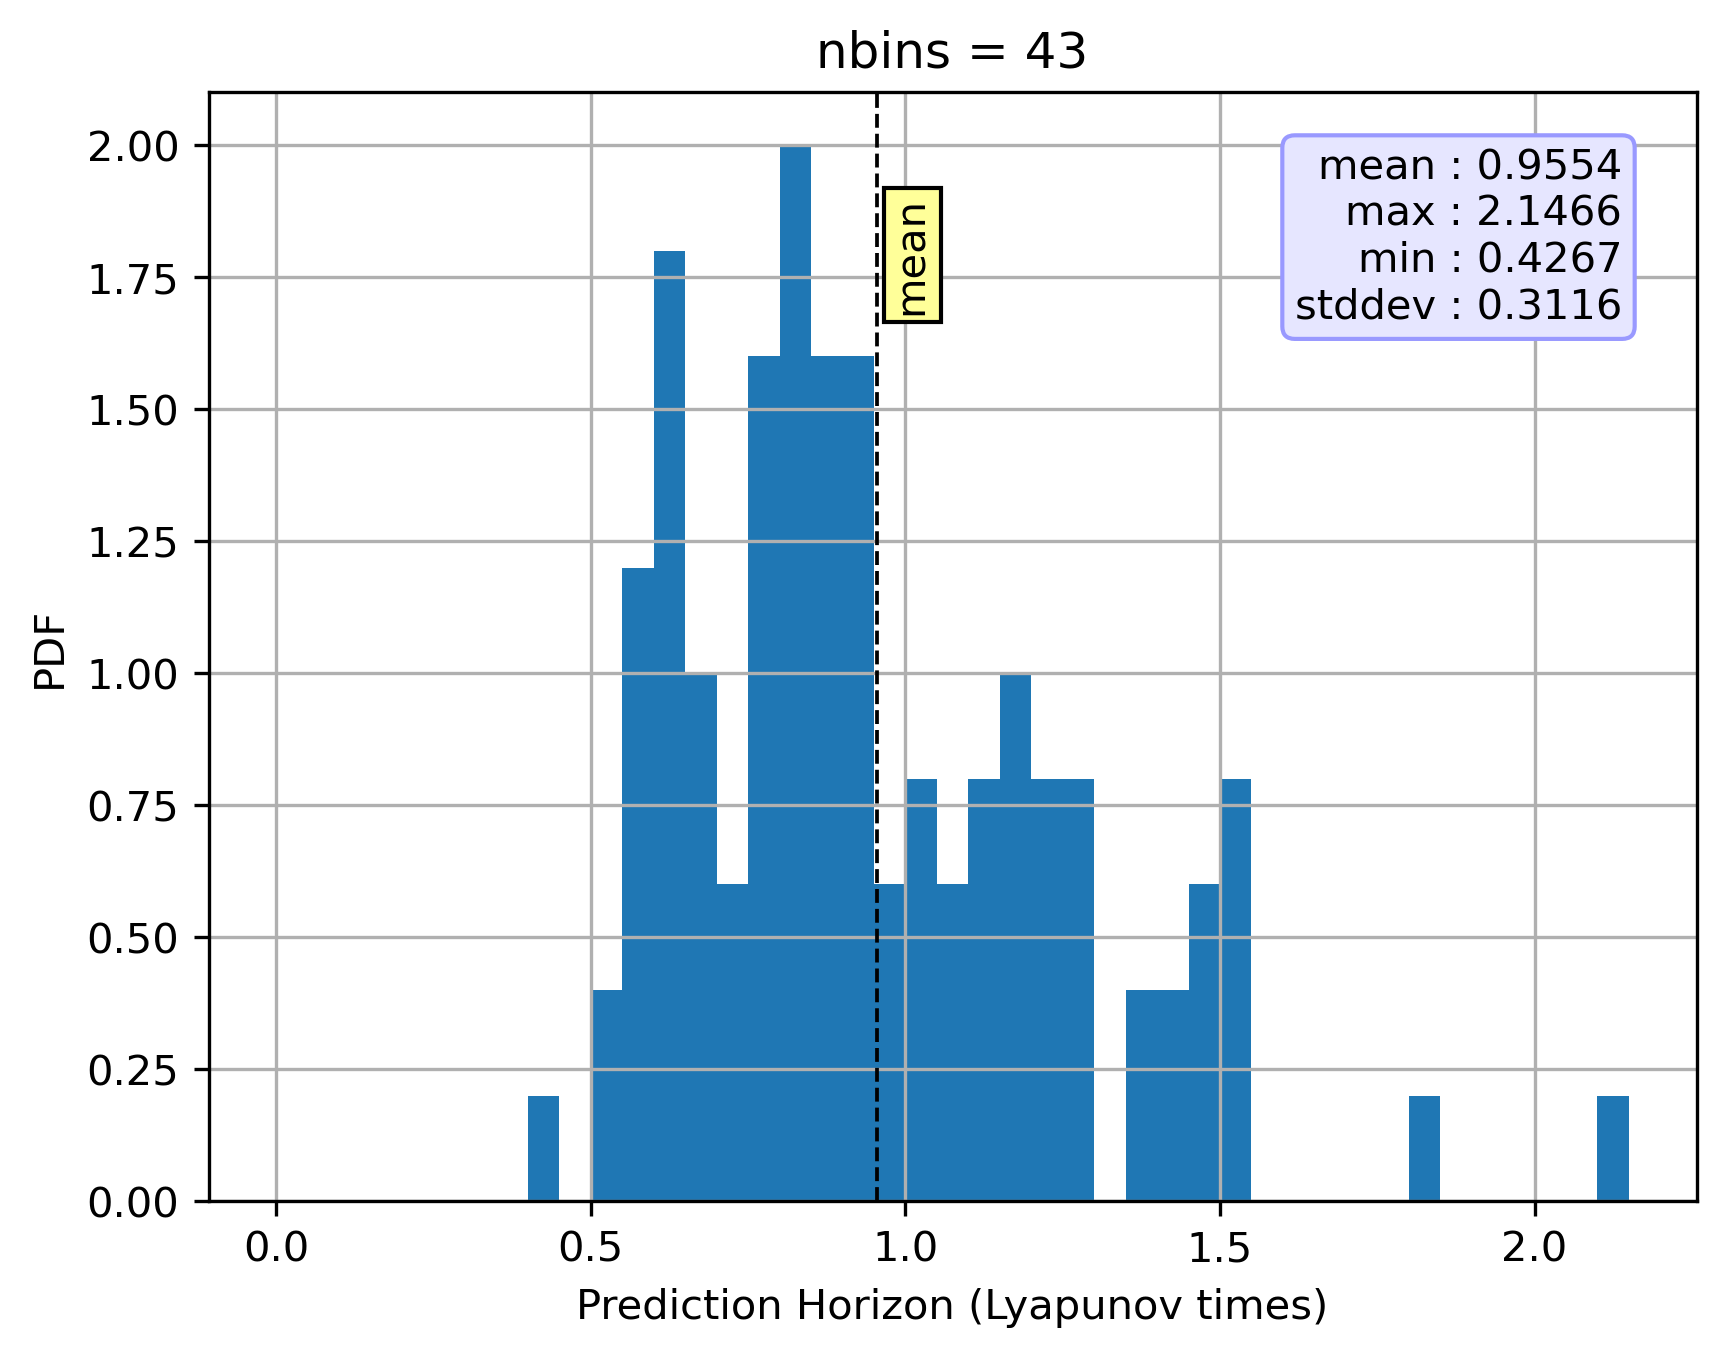 nbins = 43
2.00
1.75
1.50
1.25
1.00
0.75
0.50
0.25
0.00
PDF
mean
mean : 0.9554
max : 2.1466
min : 0.4267
stddev : 0.3116
0.0 0.5 1.0 1.5 2.0
Prediction Horizon (Lyapunov times)